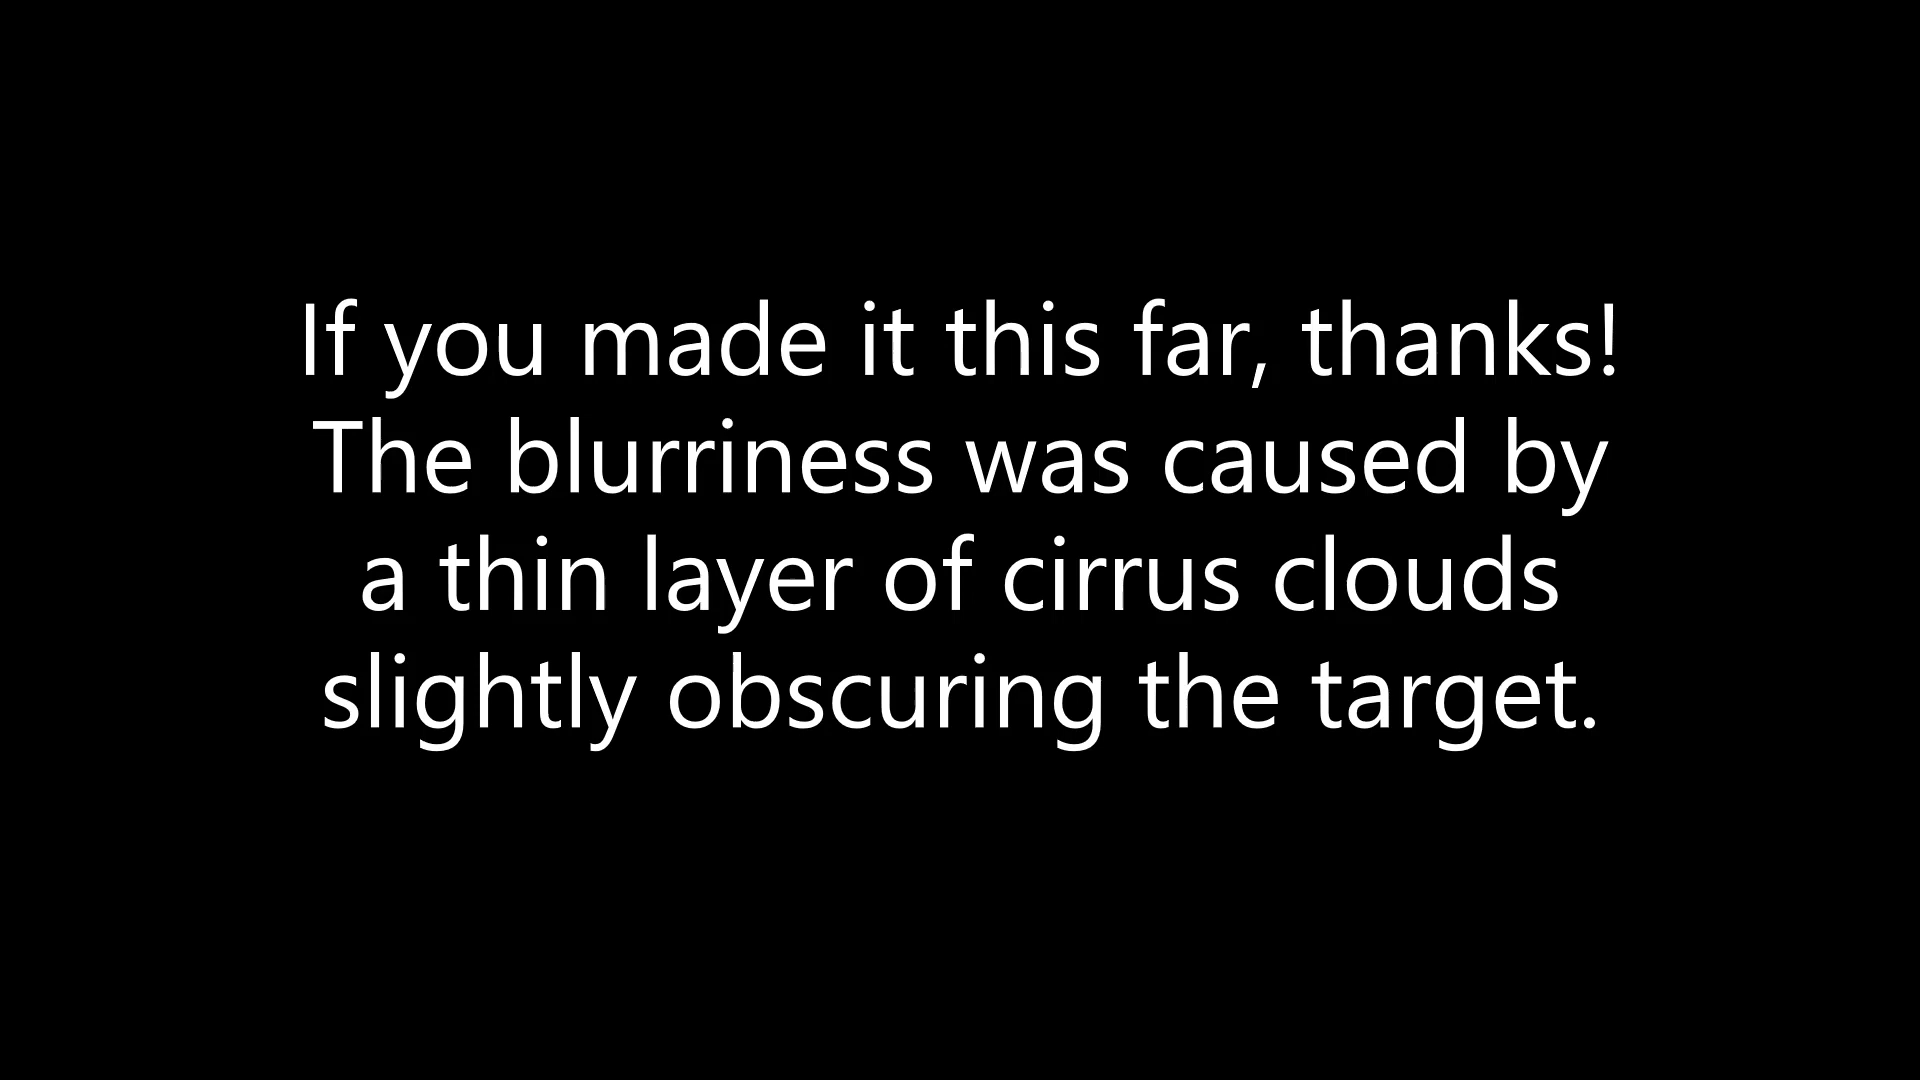 If you made it this far, thanks!
The blurriness was caused by
a thin layer of cirrus clouds
slightly obscuring the target.